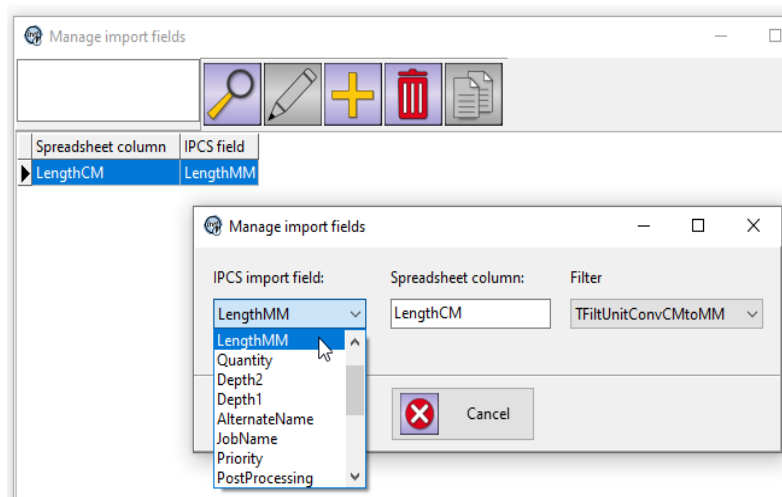 Manage import fields
Spreadsheet column IPCS field
LengthCM LengthMM
Manage import fields
IPCS import field: Spreadsheet column: Filter
LengthMM LengthCM TFiltUnitConvCMtoMM
LengthMM
Quantity
Depth2
Depth1
AlternateName
JobName
Priority
PostProcessing
Cancel